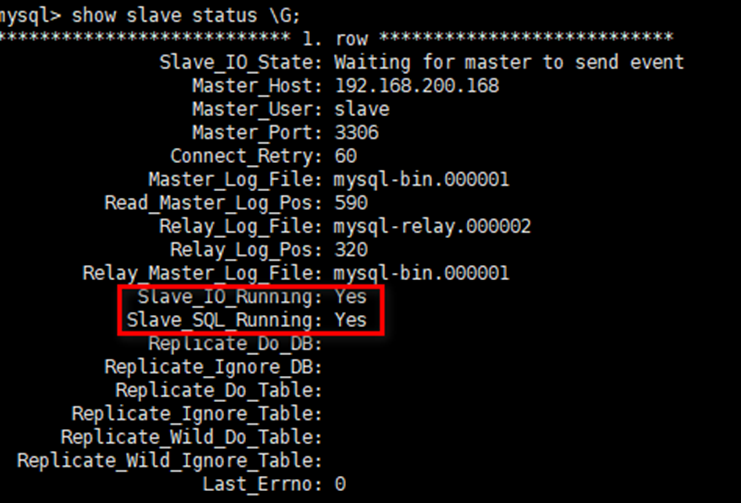 mysql> show slave status \G;
*************************** 1. row ***************************
Slave_IO_State: Waiting for master to send event
Master_Host: 192.168.200.168
Master_User: slave
Master_Port: 3306
Connect_Retry: 60
Master_Log_File: mysql-bin.000001
Read_Master_Log_Pos: 590
Relay_Log_File: mysql-relay.000002
Relay_Log_Pos: 320
Relay_Master_Log_File: mysql-bin.000001
Slave_IO_Running: Yes
Slave_SQL_Running: Yes
Replicate_Do_DB:
Replicate_Ignore_DB:
Replicate_Do_Table:
Replicate_Ignore_Table:
Replicate_Wild_Do_Table:
Replicate_Wild_Ignore_Table:
Last_Errno: 0